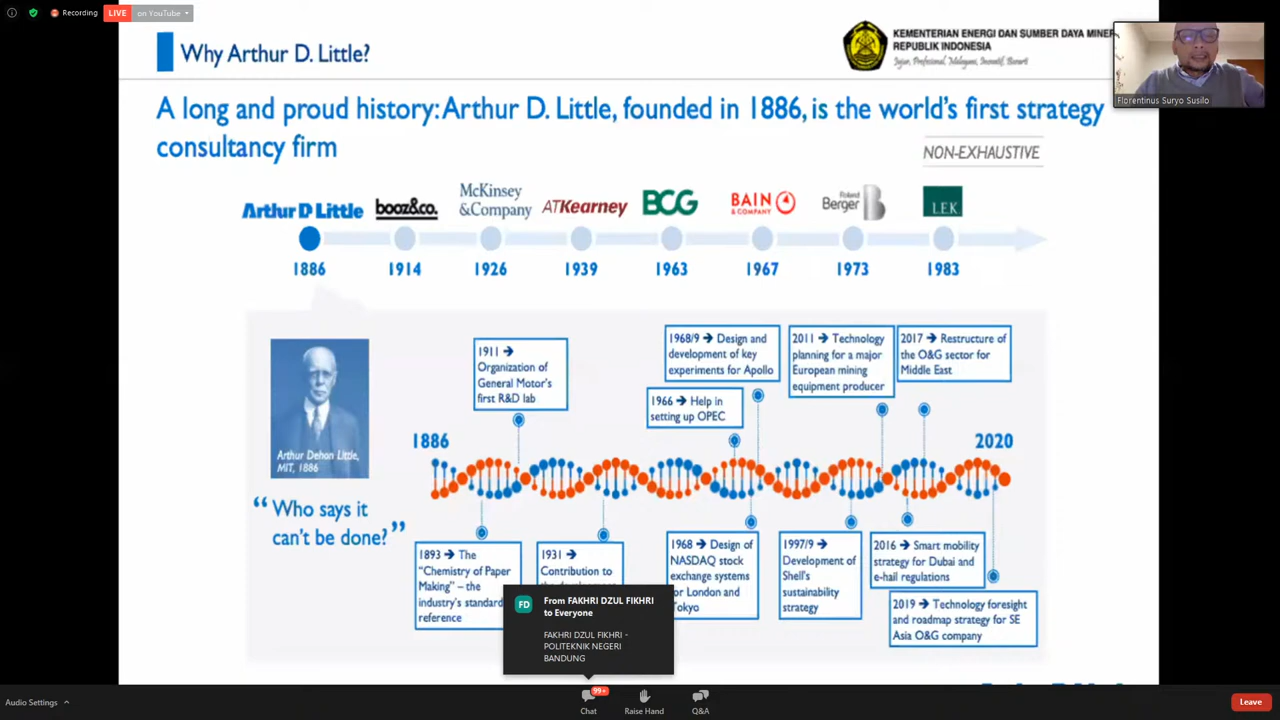 Recording
LIVE
on YouTube
Why Arthur D. Little?
KEMENTERIAN ENERGI DAN SUMBER DAYA MINER
REPUBLIK INDONESIA
Jujur, Profesional, Melayani, Inovatif, Berarti
Florentinus Suryo Susilo
A long and proud history: Arthur D. Little, founded in 1886, is the world's first strategy
consultancy firm
NON-EXHAUSTIVE
Arthur D Little
booz&co.
McKinsey
&Company
ATKearney
BCG
BAIN
& COMPANY
Roland
Berger
B
LEK
1886
1914
1926
1939
1963
1967
1973
1983
Arthur Dehon Little,
MIT, 1886
“Who says it
can't be done?”
1886
2020
1911 → 
Organization of
General Motor's
first R&D lab
1968/9 → Design and
development of key
experiments for Apollo
1966 → Help in
setting up OPEC
2011 → Technology
planning for a major
European mining
equipment producer
2017 → Restructure of
the O&G sector for
Middle East
1893 → The
“Chemistry of Paper
Making” – the
industry's standard
reference
1931 →
Contribution to
1968 → Design of
NASDAQ stock
exchange systems
for London and
Tokyo
1997/9 →
Development of
Shell's
sustainability
strategy
2016 → Smart mobility
strategy for Dubai and
e-hail regulations
2019 → Technology foresight
and roadmap strategy for SE
Asia O&G company
FD
From FAKHRI DZUL FIKHRI
to Everyone
FAKHRI DZUL FIKHRI -
POLITEKNIK NEGERI
BANDUNG
Audio Settings
99+
Chat
Raise Hand
Q&A
Leave